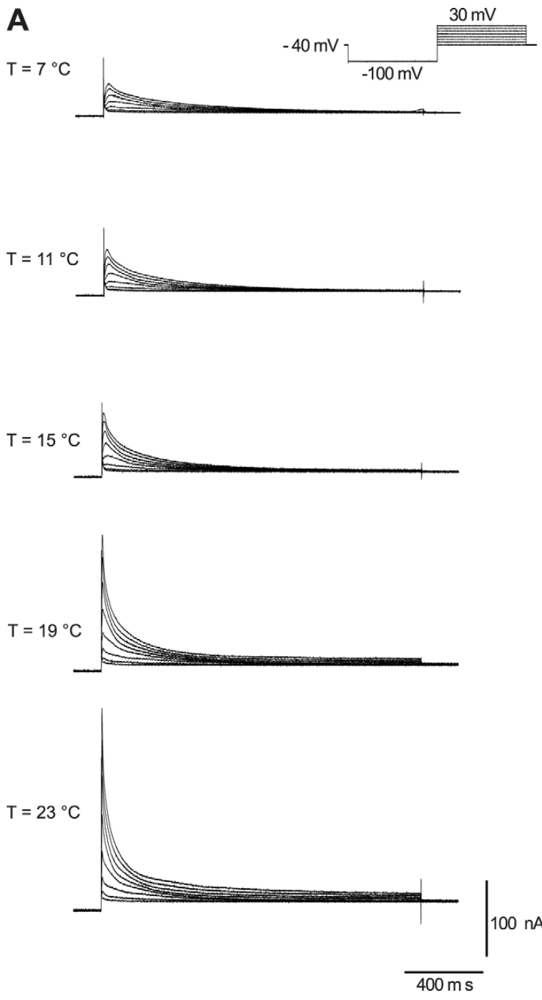 A
30 mV
- 40 mV
-100 mV
T = 7 °C
T = 11 °C
T = 15 °C
T = 19 °C
T = 23 °C
100 nA
400 ms